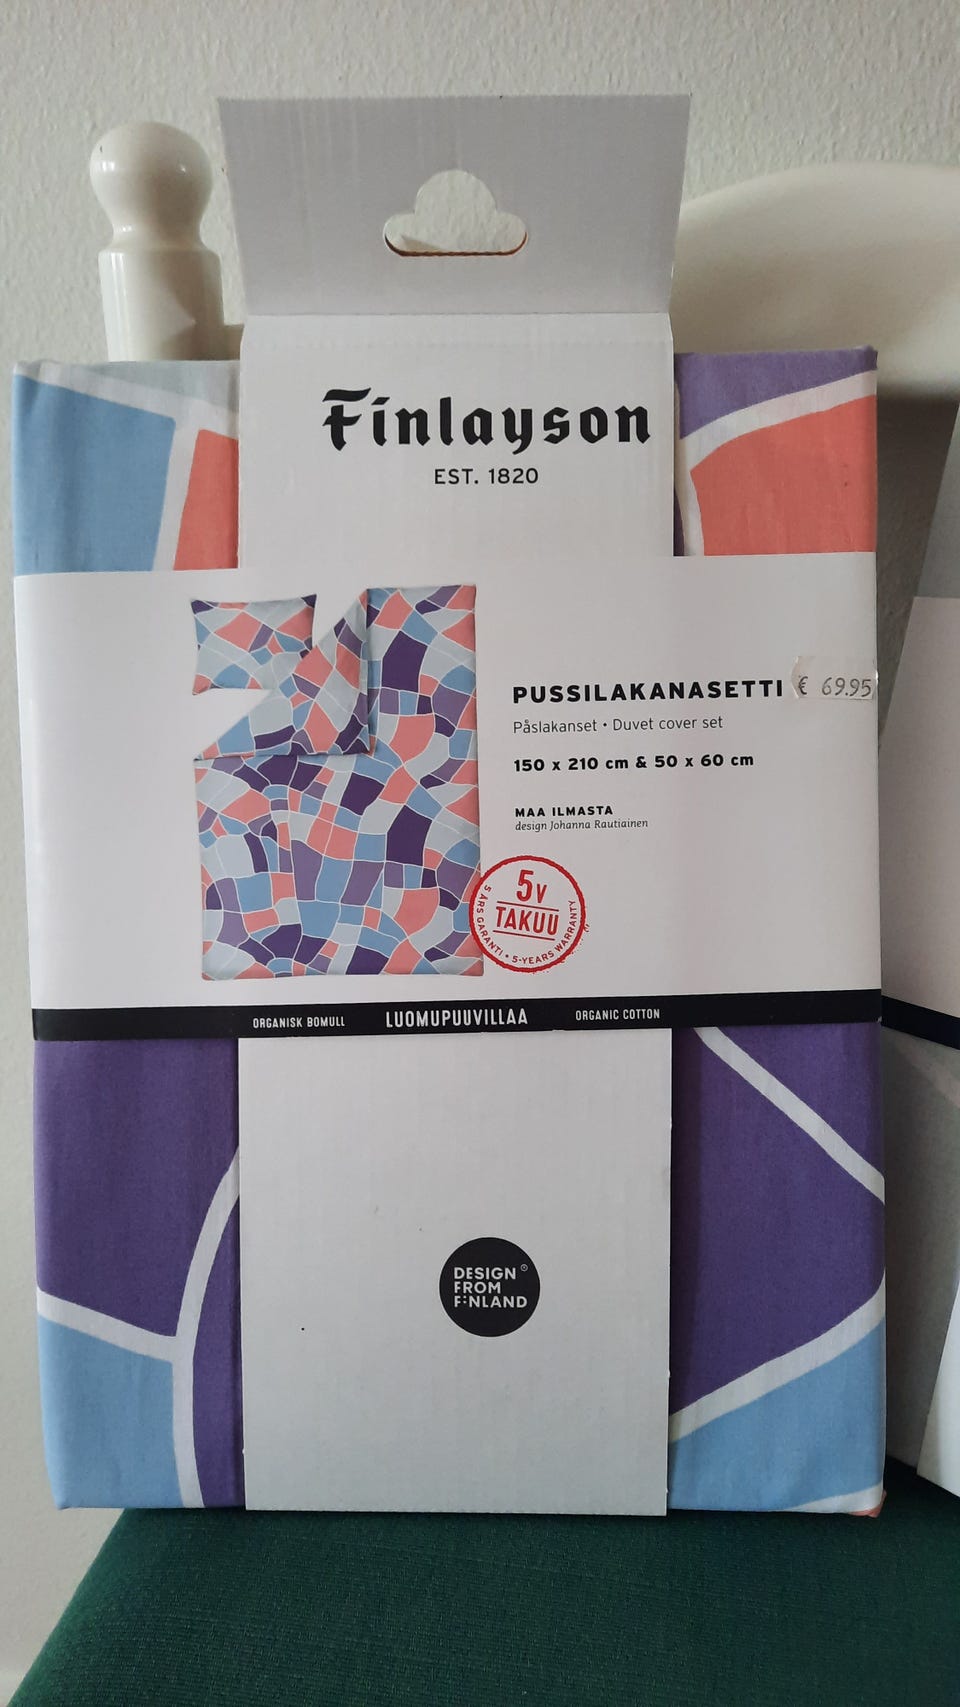 Finlayson
EST. 1820
PUSSILAKANASETTI
€ 69.95
Påslakanset • Duvet cover set
150 x 210 cm & 50 x 60 cm
MAA ILMASTA
design Johanna Rautiainen
5V
TAKUU
5 ÅRS GARANTI • 5-YEARS WARRANTY
ORGANISK BOMULL LUOMUPUUVILLAA ORGANIC COTTON
DESIGN
FROM
FINLAND